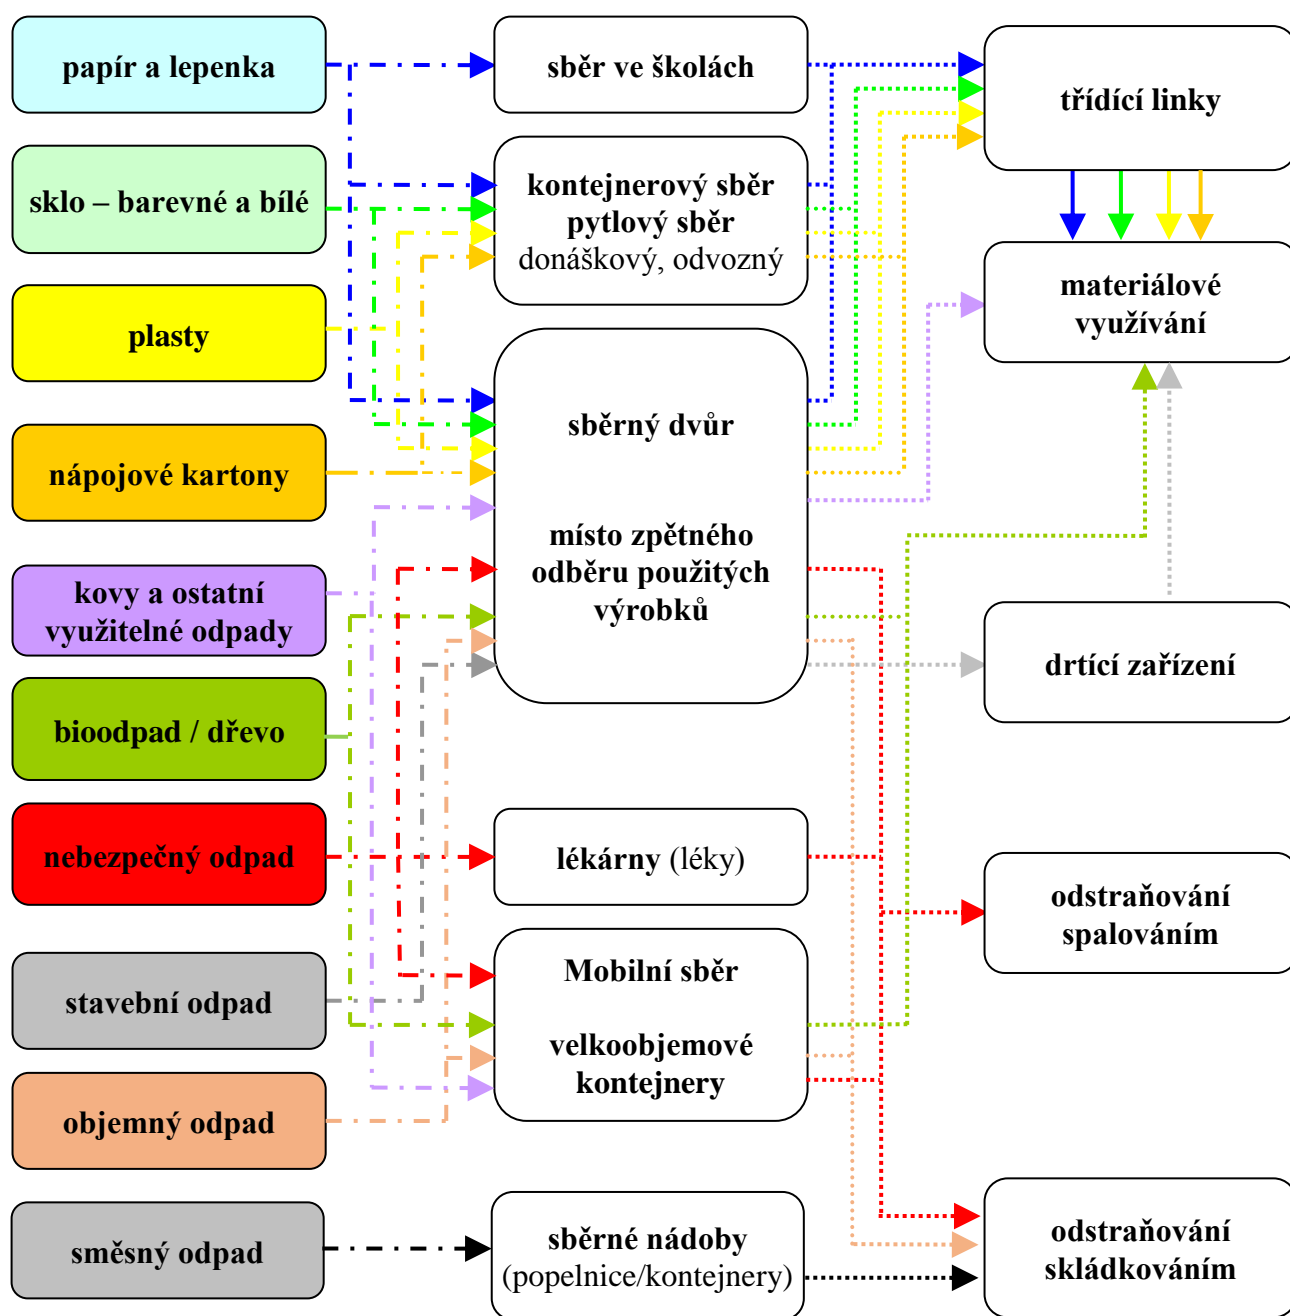 papír a lepenka
sklo – barevné a bílé
plasty
nápojové kartony
kovy a ostatní
využitelné odpady
bioodpad / dřevo
nebezpečný odpad
stavební odpad
objemný odpad
směsný odpad
sběr ve školách
kontejnerový sběr
pytlový sběr
donáškový, odvozný
sběrný dvůr
místo zpětného
odběru použitých
výrobků
lékárny (léky)
Mobilní sběr
velkoobjemové
kontejnery
sběrné nádoby
(popelnice/kontejnery)
třídící linky
materiálové
využívání
drtící zařízení
odstraňování
spalováním
odstraňování
skládkováním